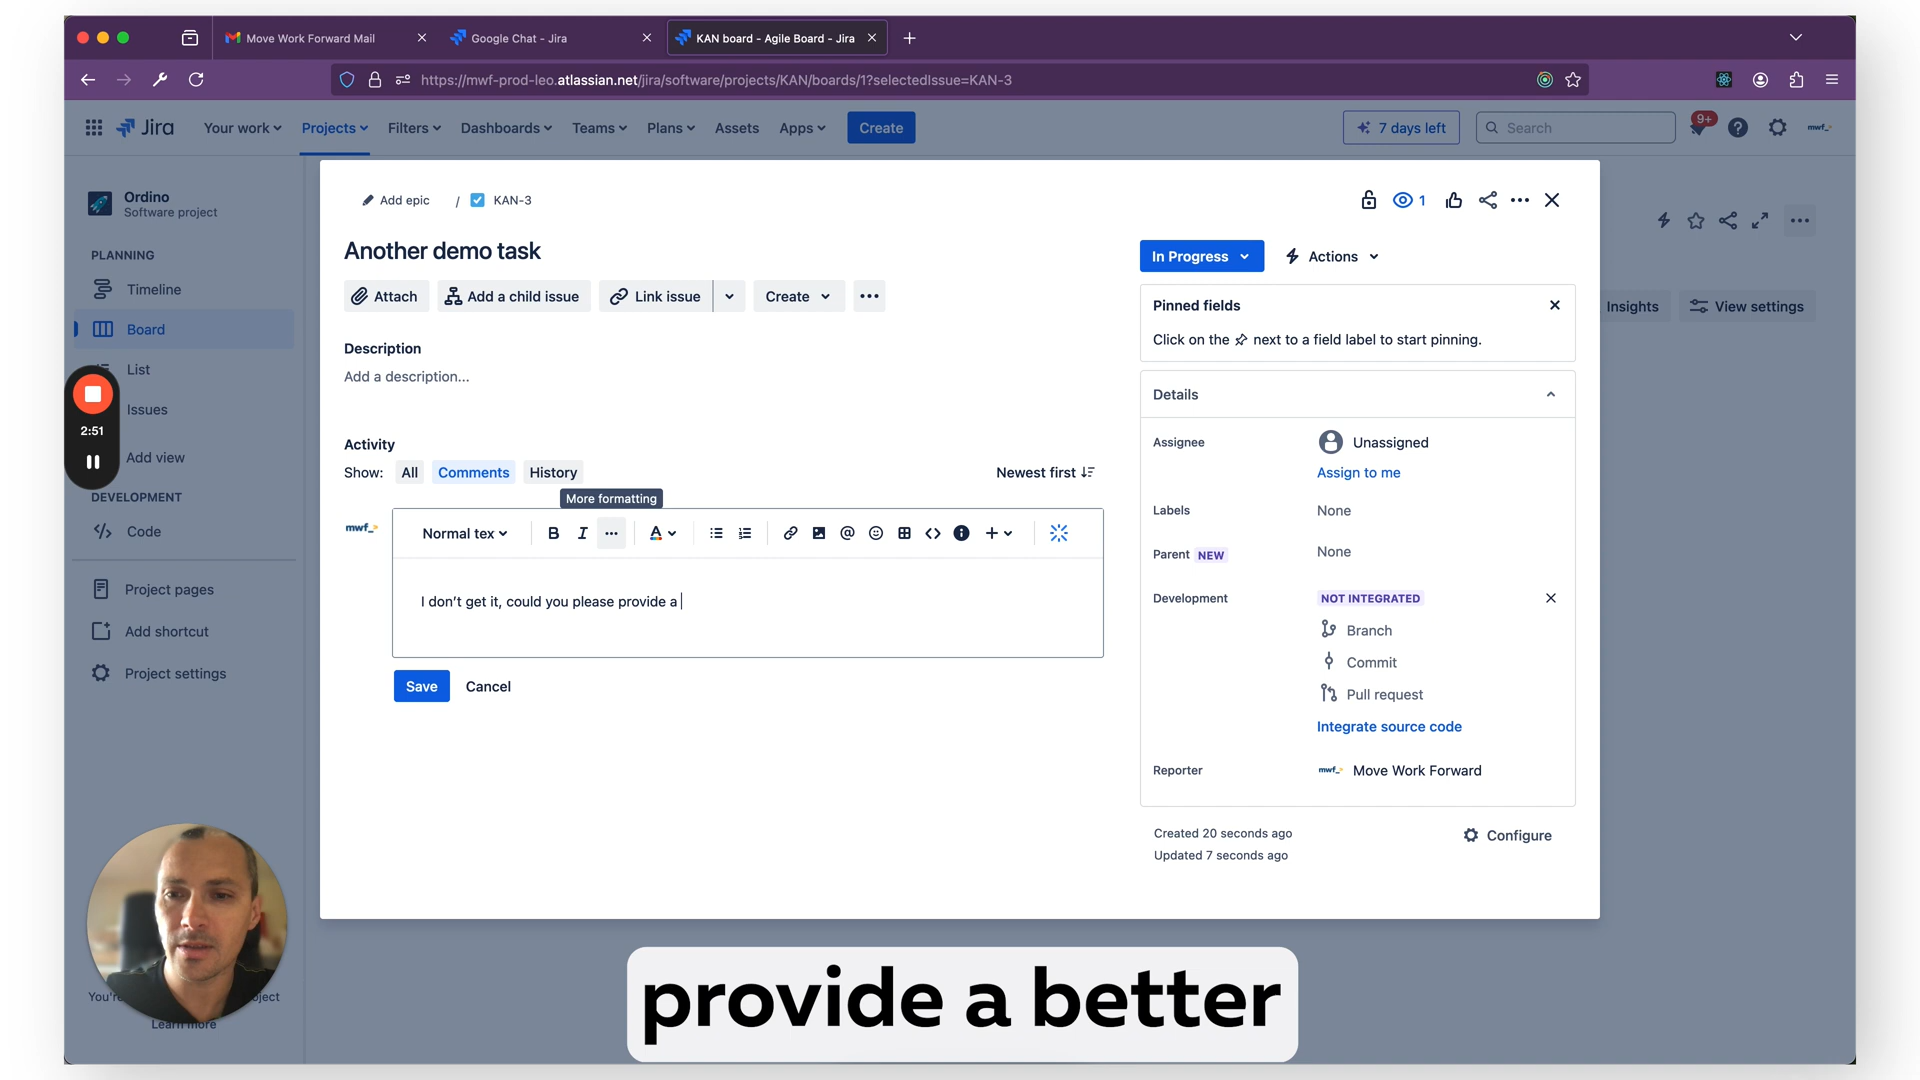 Move Work Forward Mail
Google Chat - Jira
KAN board - Agile Board - Jira
https://mwf-prod-leo.atlassian.net/jira/software/projects/KAN/boards/1?selectedIssue=KAN-3
Jira
Your work
Projects
Filters
Dashboards
Teams
Plans
Assets
Apps
Create
7 days left
Search
9+
mwf_
Ordino
Software project
PLANNING
Timeline
Board
List
Issues
Add view
DEVELOPMENT
Code
Project pages
Add shortcut
Project settings
2:51
Learn more
Add epic / KAN-3
1
Another demo task
Attach
Add a child issue
Link issue
Create
Description
Add a description...
Activity
Show: All Comments History
Newest first
More formatting
mwf_>
Normal tex
B I A
I don't get it, could you please provide a
Save Cancel
In Progress
Actions
Pinned fields
Click on the next to a field label to start pinning.
Details
Assignee
Unassigned
Assign to me
Labels
None
Parent NEW
None
Development
NOT INTEGRATED
Branch
Commit
Pull request
Integrate source code
Reporter
mwf_>
Move Work Forward
Created 20 seconds ago
Updated 7 seconds ago
Configure
Insights
View settings
provide a better